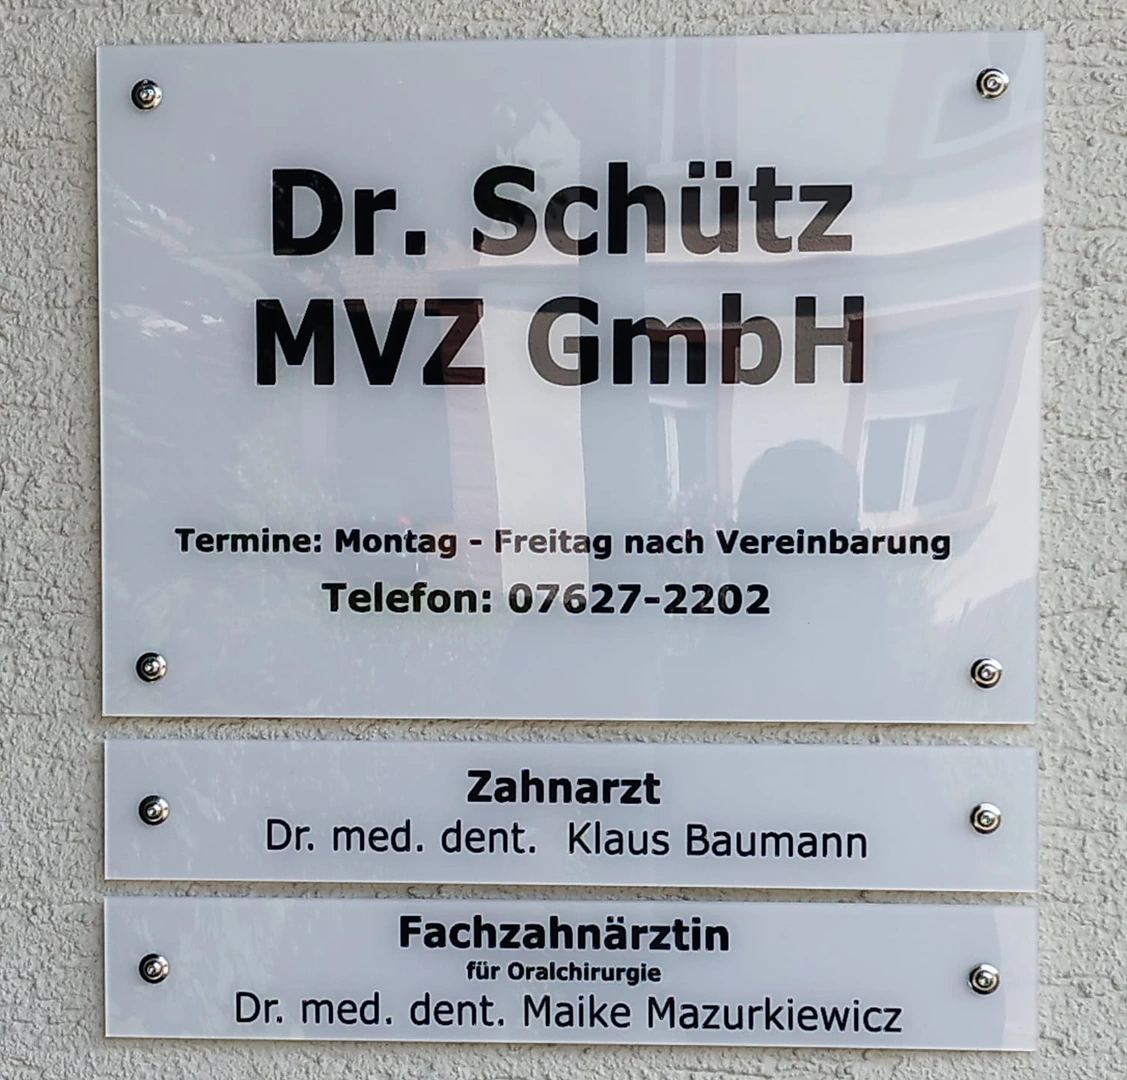 Dr. Schütz
MVZ GmbH
Termine: Montag - Freitag nach Vereinbarung
Telefon: 07627-2202
Zahnarzt
Dr. med. dent. Klaus Baumann
Fachzahnärztin
für Oralchirurgie
Dr. med. dent. Maike Mazurkiewicz